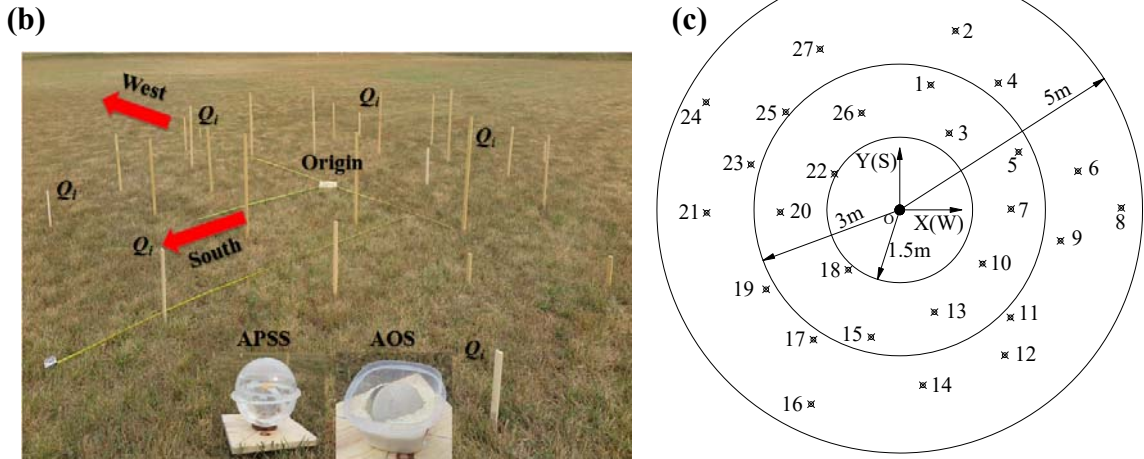 (b)
West
Qi
Qi
Qi
Origin
Qi
Qi
South
APSS
AOS
Qi
(c)
2
27
1
4
5m
24
25
26
3
5
23
22
Y(S)
6
21
20
O
X(W)
7
8
3m
1.5m
9
18
10
19
13
11
17
15
12
14
16